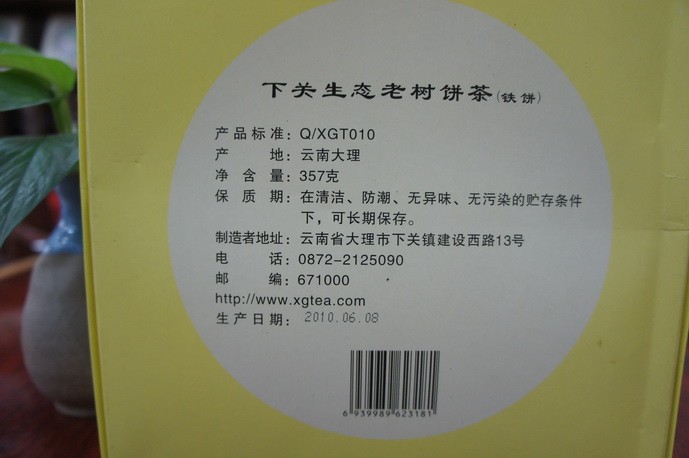 下关生态老树饼茶(铁饼)
产品标准：Q/XGT010
产　　地：云南大理
净 含 量：357克
保 质 期：在清洁、防潮、无异味、无污染的贮存条件
下，可长期保存。
制造者地址：云南省大理市下关镇建设西路13号
电　　话：0872-2125090
邮　　编：671000
http://www.xgtea.com
生产日期：2010.06.08
6 939989 623181